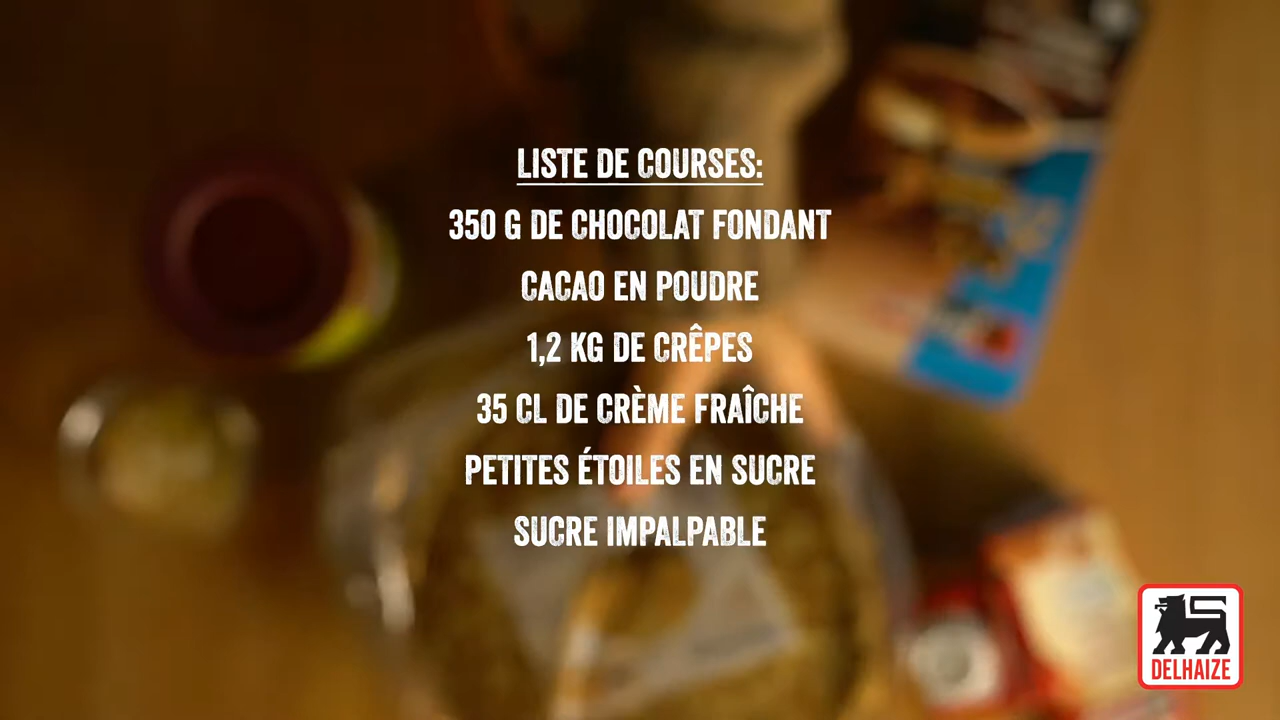 LISTE DE COURSES:
350 G DE CHOCOLAT FONDANT
CACAO EN POUDRE
1,2 KG DE CRÊPES
35 CL DE CRÈME FRAÎCHE
PETITES ÉTOILES EN SUCRE
SUCRE IMPALPABLE
DELHAIZE